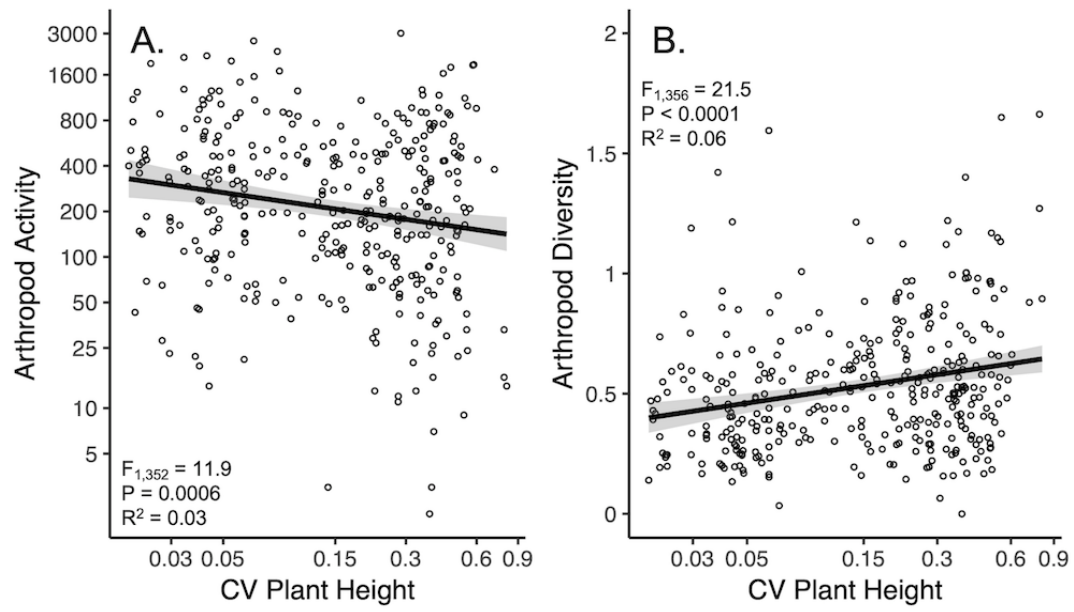 A.
Arthropod Activity
3000
1600
800
400
200
100
50
25
10
5
F1,352 = 11.9
P = 0.0006
R² = 0.03
0.03 0.05 0.15 0.3 0.6 0.9
CV Plant Height
B.
Arthropod Diversity
2
1.5
1
0.5
0
F1,356 = 21.5
P < 0.0001
R² = 0.06
0.03 0.05 0.15 0.3 0.6 0.9
CV Plant Height